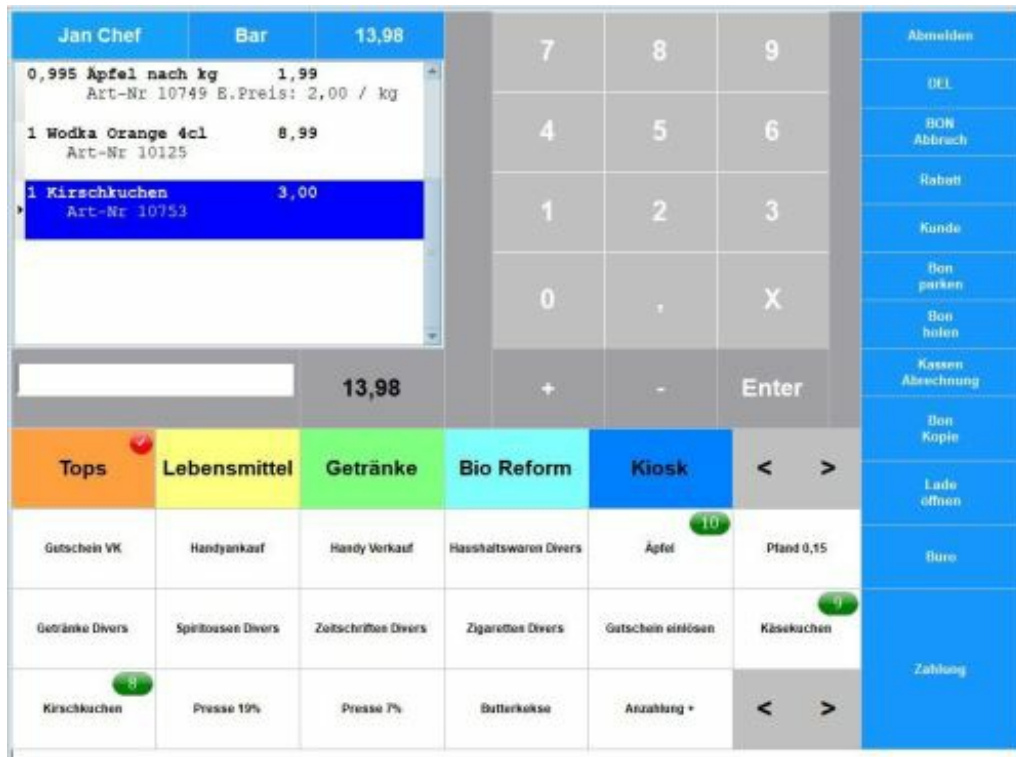 Jan Chef Bar 13,98
0,995 Äpfel nach kg 1,99
Art-Nr 10749 E.Preis: 2,00 / kg
1 Wodka Orange 4cl 8,99
Art-Nr 10125
1 Kirschkuchen 3,00
Art-Nr 10753
13,98
7 8 9
4 5 6
1 2 3
0 , X
+ - Enter
Abmelden
DEL
BON
Abbruch
Rabatt
Kunde
Bon
parken
Bon
holen
Kassen
Abrechnung
Bon
Kopie
Lade
öffnen
Büro
Zahlung
Tops Lebensmittel Getränke Bio Reform Kiosk < >
10
Gutschein VK Handyankauf Handy Verkauf Haushaltswaren Divers Äpfel Pfand 0,15
9
Getränke Divers Spiritousen Divers Zeitschriften Divers Zigaretten Divers Gutschein einlösen Käsekuchen
8
Kirschkuchen Presse 19% Presse 7% Butterkekse Anzahlung + < >